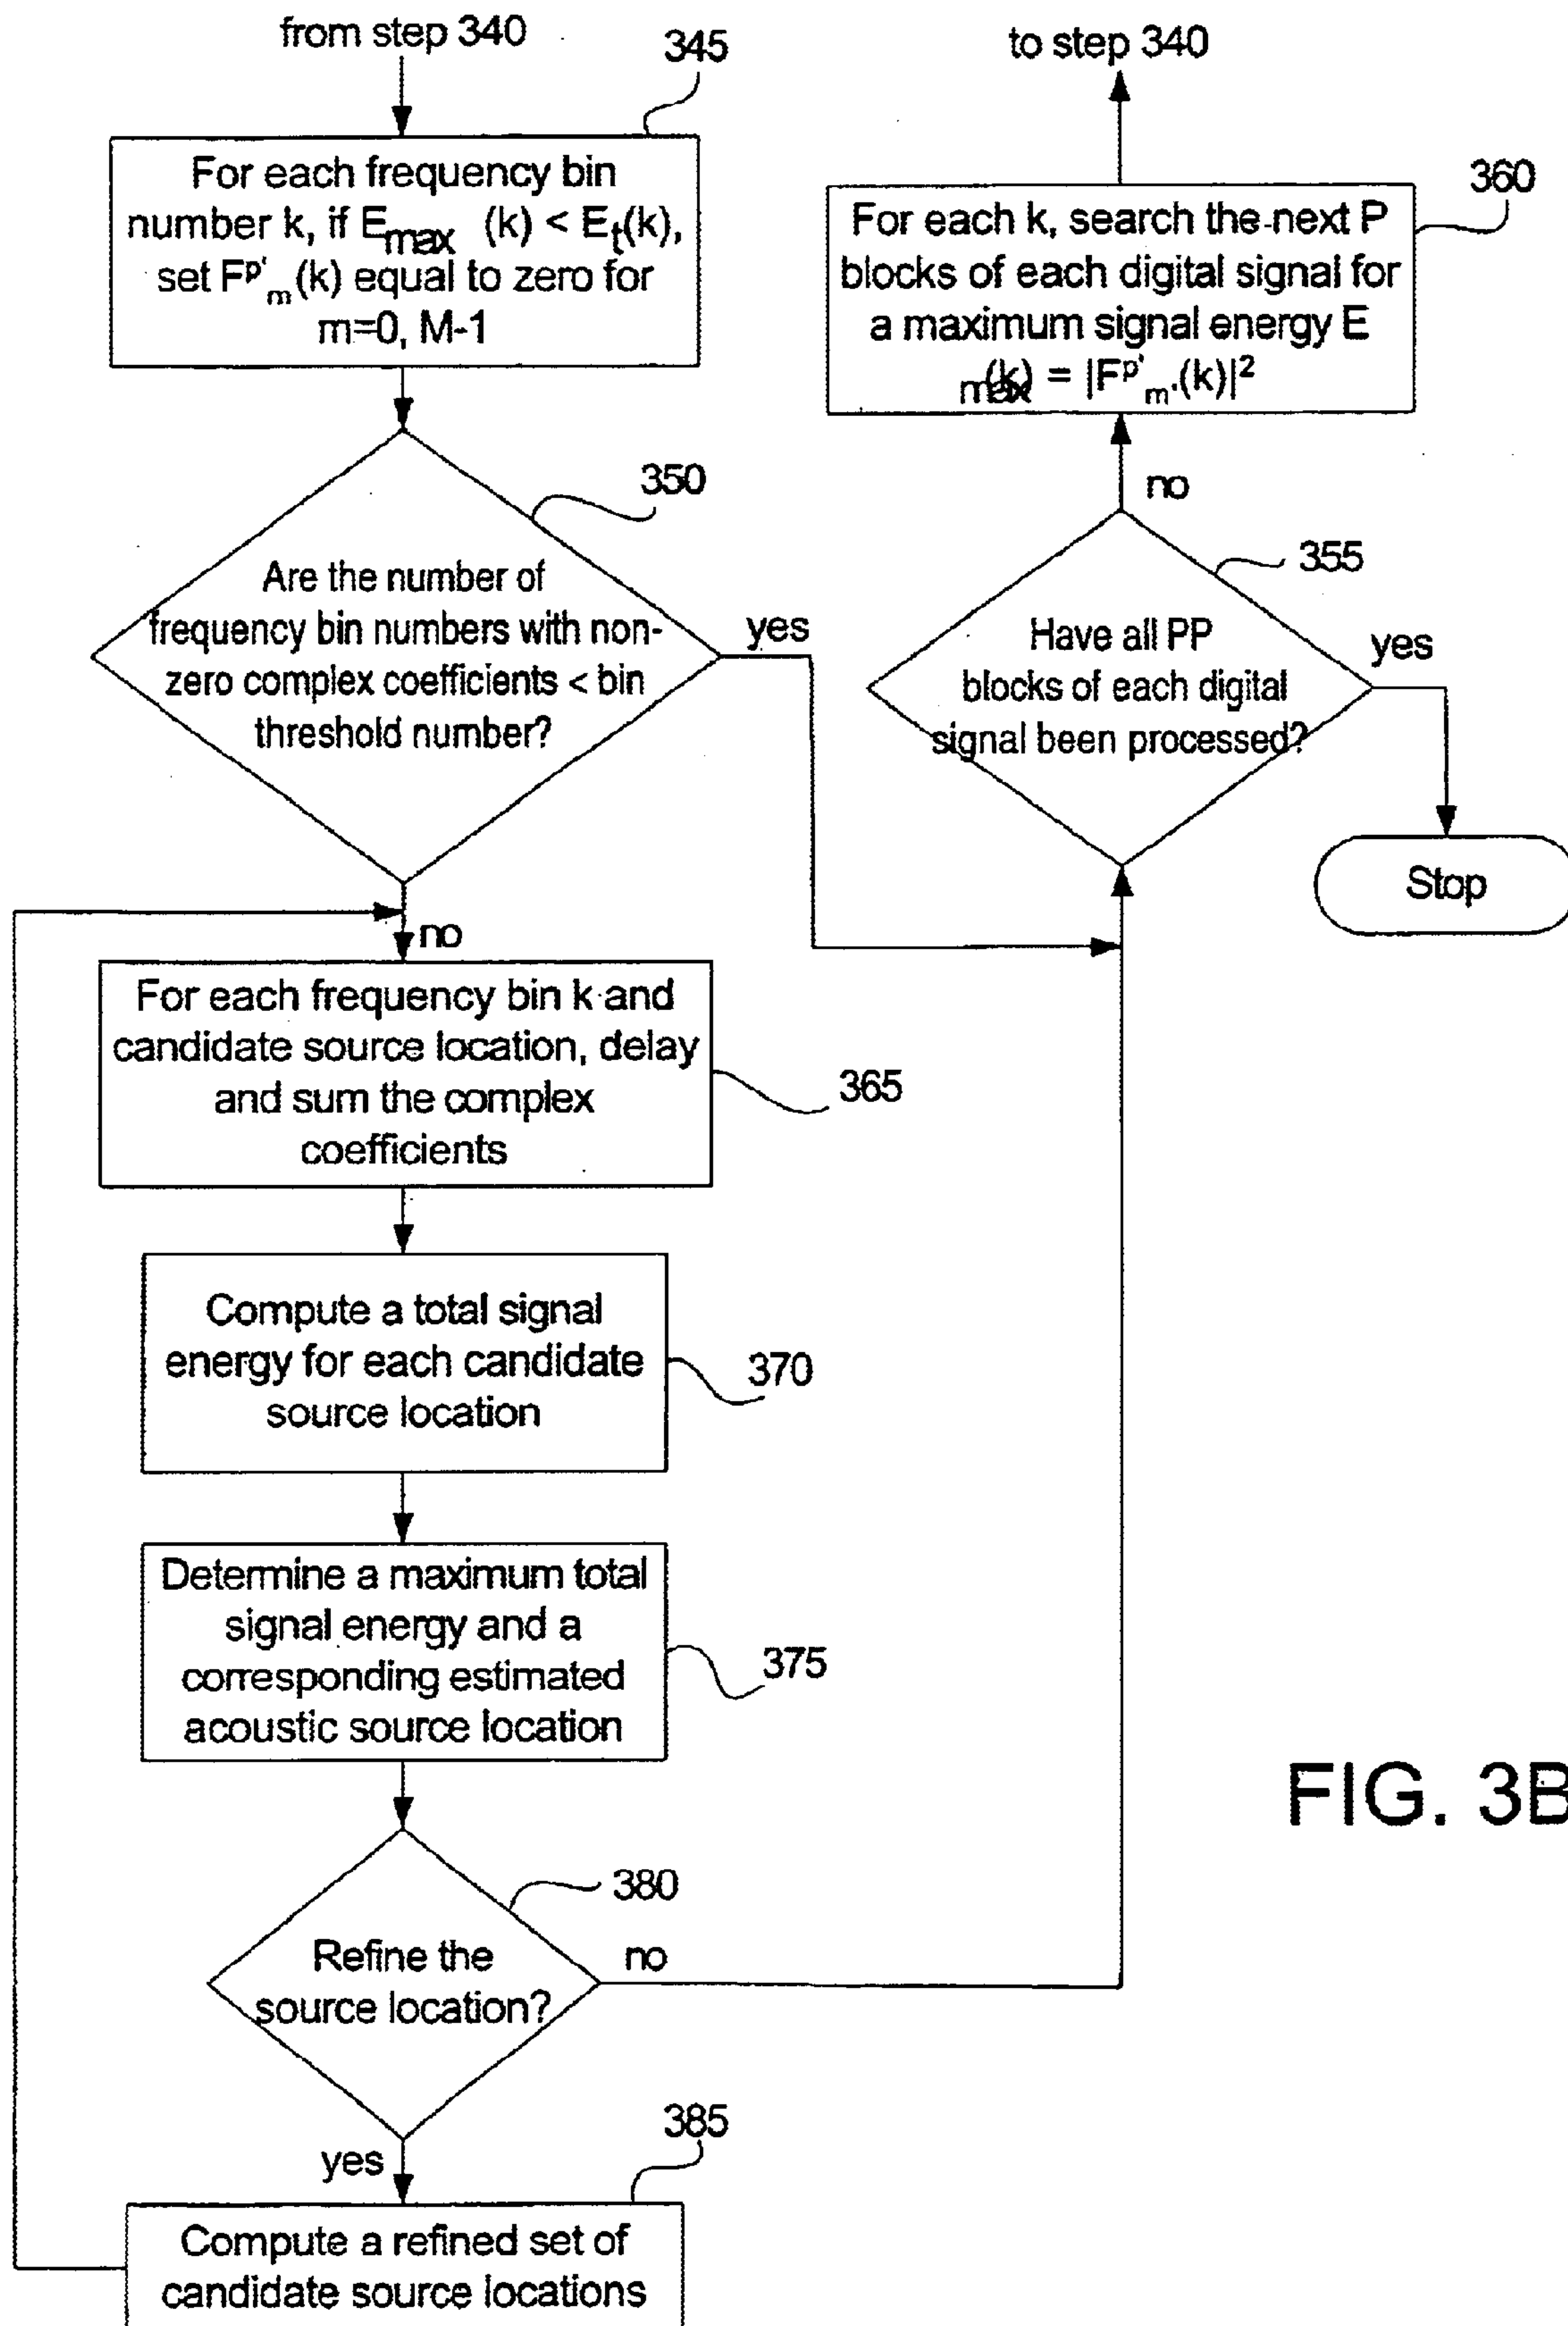 from step 340
345
For each frequency bin
number k, if Emax (k) < Et(k),
set Fp'm(k) equal to zero for
m=0, M-1
350
Are the number of
frequency bin numbers with non-
zero complex coefficients < bin
threshold number?
yes
no
For each frequency bin k and
candidate source location, delay
and sum the complex
coefficients
365
Compute a total signal
energy for each candidate
source location
370
Determine a maximum total
signal energy and a
corresponding estimated
acoustic source location
375
380
Refine the
source location?
no
yes
385
Compute a refined set of
candidate source locations
to step 340
360
For each k, search the next P
blocks of each digital signal for
a maximum signal energy E
max(k) = |Fp'm'(k)|²
no
355
Have all PP
blocks of each digital
signal been processed?
yes
Stop
FIG. 3B